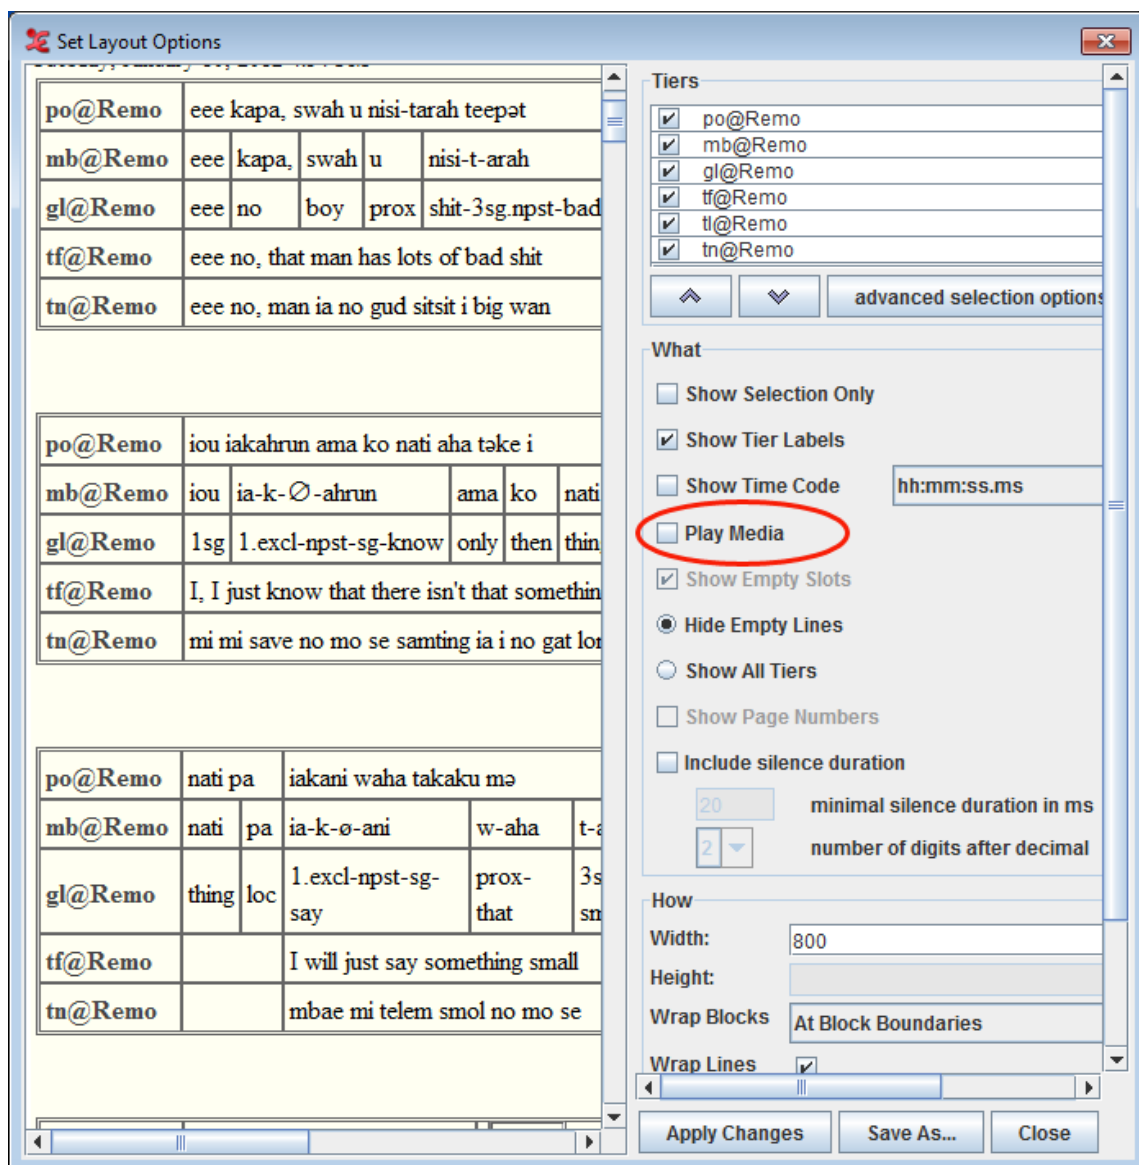 Set Layout Options
po@Remo eee kapa, swah u nisi-tarah teepət
mb@Remo eee kapa, swah u nisi-t-arah
gl@Remo eee no boy prox shit-3sg.npst-bad
tf@Remo eee no, that man has lots of bad shit
tn@Remo eee no, man ia no gud sitsit i big wan
po@Remo iou iakahrun ama ko nati aha təke i
mb@Remo iou ia-k-∅-ahrun ama ko nati
gl@Remo 1sg 1.excl-npst-sg-know only then thin
tf@Remo I, I just know that there isn't that somethin
tn@Remo mi mi save no mo se samting ia i no gat lon
po@Remo nati pa iakani waha takaku mə
mb@Remo nati pa ia-k-ø-ani w-aha
gl@Remo thing loc 1.excl-npst-sg-
say prox-
that
tf@Remo I will just say something small
tn@Remo mbae mi telem smol no mo se
Tiers
po@Remo
mb@Remo
gl@Remo
tf@Remo
tl@Remo
tn@Remo
advanced selection options
What
Show Selection Only
Show Tier Labels
Show Time Code hh:mm:ss.ms
Play Media
Show Empty Slots
Hide Empty Lines
Show All Tiers
Show Page Numbers
Include silence duration
20 minimal silence duration in ms
2 number of digits after decimal
How
Width: 800
Height:
Wrap Blocks At Block Boundaries
Wrap Lines
Apply Changes Save As... Close